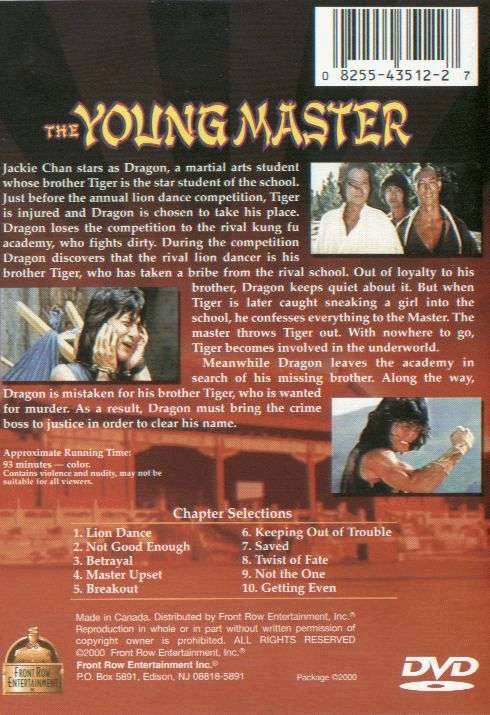 0 8255-43512-2 7
THE YOUNG MASTER
Jackie Chan stars as Dragon, a martial arts student
whose brother Tiger is the star student of the school.
Just before the annual lion dance competition, Tiger
is injured and Dragon is chosen to take his place.
Dragon loses the competition to the rival kung fu
academy, who fights dirty. During the competition
Dragon discovers that the rival lion dancer is his
brother Tiger, who has taken a bribe from the rival school. Out of loyalty to his
brother, Dragon keeps quiet about it. But when
Tiger is later caught sneaking a girl into the
school, he confesses everything to the Master. The
master throws Tiger out. With nowhere to go,
Tiger becomes involved in the underworld.
Meanwhile Dragon leaves the academy in
search of his missing brother. Along the way,
Dragon is mistaken for his brother Tiger, who is wanted
for murder. As a result, Dragon must bring the crime
boss to justice in order to clear his name.
Approximate Running Time:
93 minutes — color.
Contains violence and nudity, may not be
suitable for all viewers.
Chapter Selections
1. Lion Dance
2. Not Good Enough
3. Betrayal
4. Master Upset
5. Breakout
6. Keeping Out of Trouble
7. Saved
8. Twist of Fate
9. Not the One
10. Getting Even
Made in Canada. Distributed by Front Row Entertainment, Inc.®
Reproduction in whole or in part without written permission of
copyright owner is prohibited. ALL RIGHTS RESERVED
©2000 Front Row Entertainment, Inc.®
Front Row Entertainment Inc.®
P.O. Box 5891, Edison, NJ 08818-5891
Package ©2000
FRONT ROW
ENTERTAINMENT
DVD